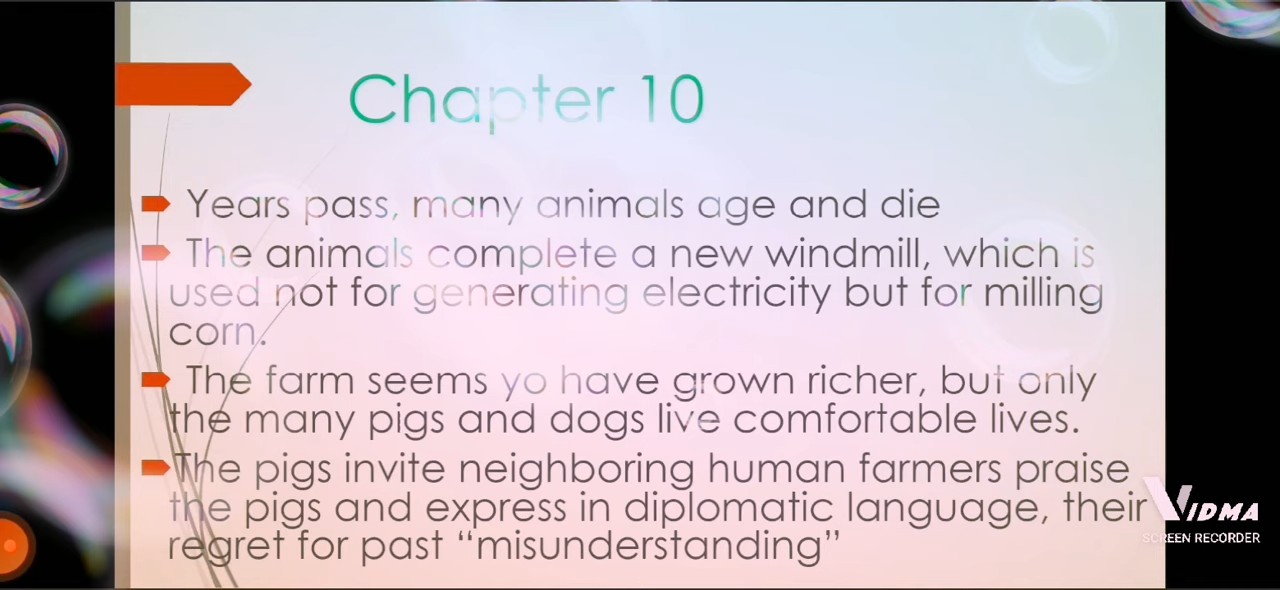 Chapter 10
Years pass, many animals age and die
The animals complete a new windmill, which is
used not for generating electricity but for milling
corn.
The farm seems yo have grown richer, but only
the many pigs and dogs live comfortable lives.
The pigs invite neighboring human farmers praise
the pigs and express in diplomatic language, their
regret for past “misunderstanding”
VIDMA
SCREEN RECORDER